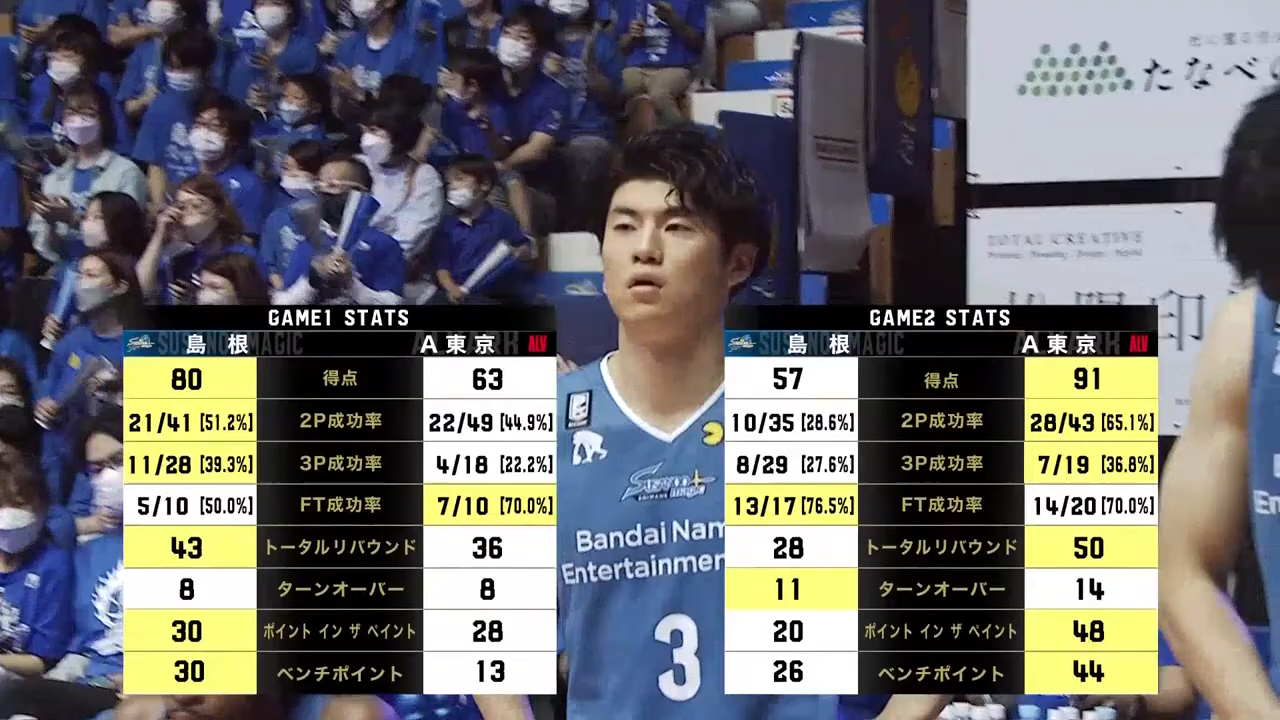 たなべの
TOTAL CREATIVE
印
GAME1 STATS
島根 A東京 ALV
80 得点 63
21/41 [51.2%] 2P成功率 22/49 [44.9%]
11/28 [39.3%] 3P成功率 4/18 [22.2%]
5/10 [50.0%] FT成功率 7/10 [70.0%]
43 トータルリバウンド 36
8 ターンオーバー 8
30 ポイント イン ザ ペイント 28
30 ベンチポイント 13
GAME2 STATS
島根 A東京 ALV
57 得点 91
10/35 [28.6%] 2P成功率 28/43 [65.1%]
8/29 [27.6%] 3P成功率 7/19 [36.8%]
13/17 [76.5%] FT成功率 14/20 [70.0%]
28 トータルリバウンド 50
11 ターンオーバー 14
20 ポイント イン ザ ペイント 48
26 ベンチポイント 44
SUSANOO
MAGIC
Bandai Nam
Entertainmen
3